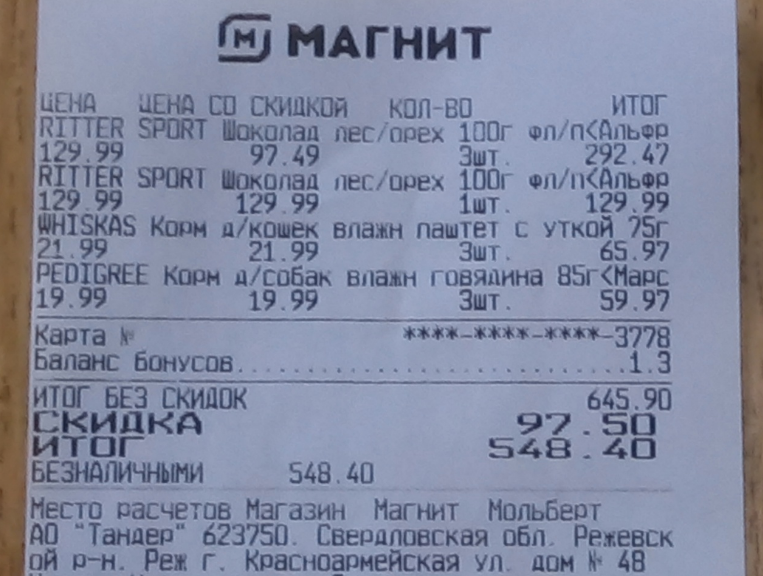 МАГНИТ
ЦЕНА ЦЕНА СО СКИДКОЙ КОЛ-ВО ИТОГ
RITTER SPORT Шоколад лес/орех 100г фл/п<Альфр
129.99 97.49 3шт. 292.47
RITTER SPORT Шоколад лес/орех 100г фл/п<Альфр
129.99 129.99 1шт. 129.99
WHISKAS Корм д/кошек влажн паштет с уткой 75г
21.99 21.99 3шт. 65.97
PEDIGREE Корм д/собак влажн говядина 85г<Марс
19.99 19.99 3шт. 59.97
Карта № ****-****-****-3778
Баланс бонусов...............................1.3
ИТОГ БЕЗ СКИДОК 645.90
СКИДКА 97.50
ИТОГ 548.40
БЕЗНАЛИЧНЫМИ 548.40
Место расчетов Магазин Магнит Мольберт
АО "Тандер" 623750. Свердловская обл. Режевск
ой р-н. Реж г. Красноармейская ул. дом № 48